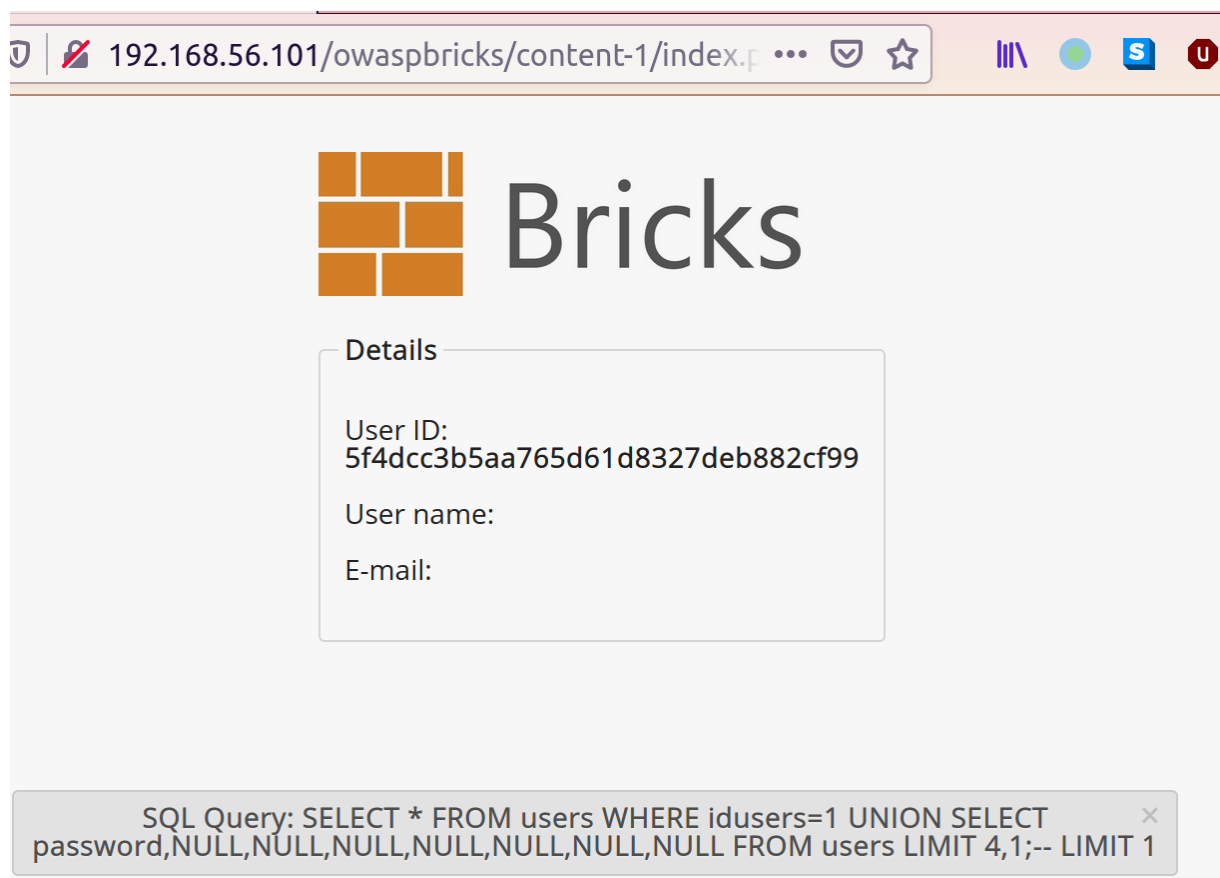 192.168.56.101/owaspbricks/content-1/index.p
S
U
Bricks
Details
User ID:
5f4dcc3b5aa765d61d8327deb882cf99
User name:
E-mail:
SQL Query: SELECT * FROM users WHERE idusers=1 UNION SELECT
password,NULL,NULL,NULL,NULL,NULL,NULL,NULL FROM users LIMIT 4,1;-- LIMIT 1